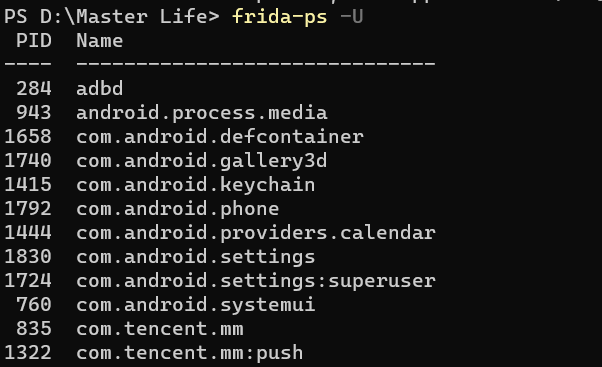 PS D:\Master Life> frida-ps -U
 PID  Name
----  ------------------------------
 284  adbd
 943  android.process.media
1658  com.android.defcontainer
1740  com.android.gallery3d
1415  com.android.keychain
1792  com.android.phone
1444  com.android.providers.calendar
1830  com.android.settings
1724  com.android.settings:superuser
 760  com.android.systemui
 835  com.tencent.mm
1322  com.tencent.mm:push